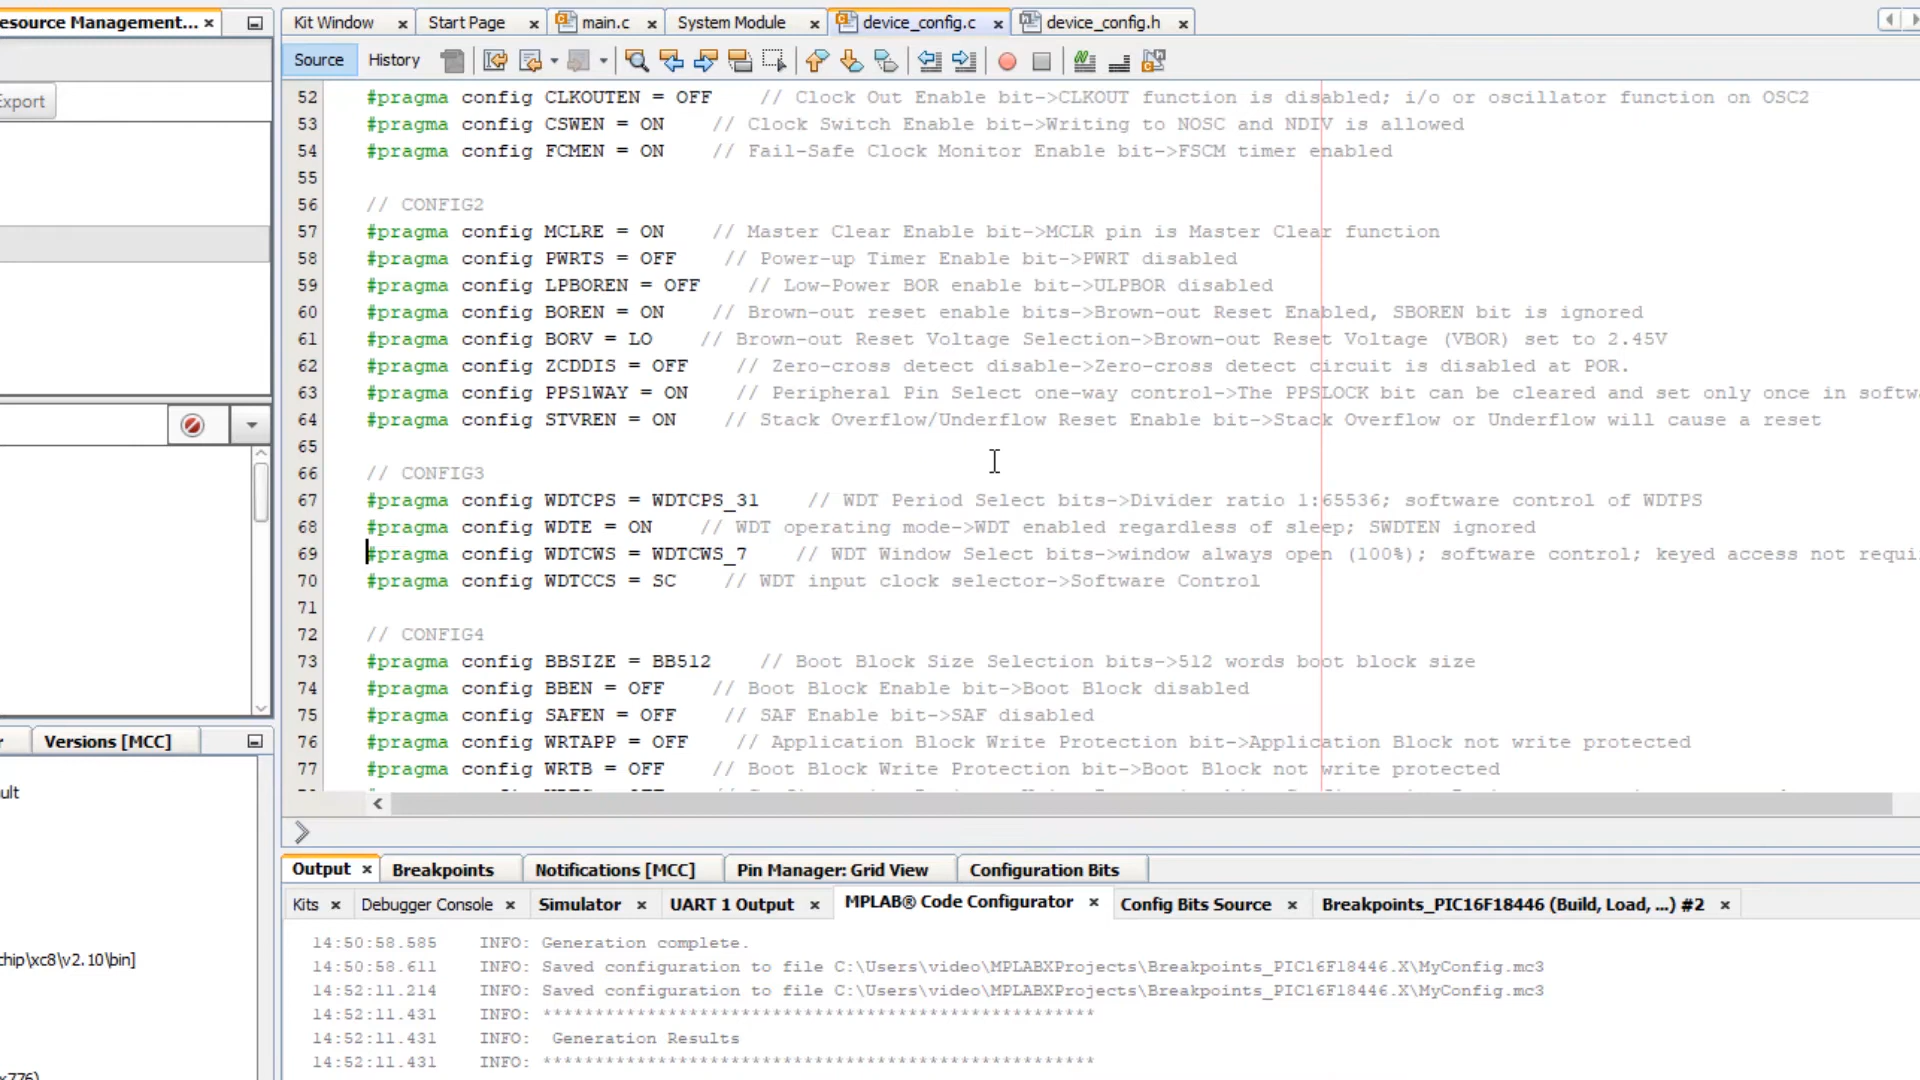 esource Management...
Kit Window
Start Page
main.c
System Module
device_config.c
device_config.h
Source
History
Export
52 #pragma config CLKOUTEN = OFF // Clock Out Enable bit->CLKOUT function is disabled; i/o or oscillator function on OSC2
53 #pragma config CSWEN = ON // Clock Switch Enable bit->Writing to NOSC and NDIV is allowed
54 #pragma config FCMEN = ON // Fail-Safe Clock Monitor Enable bit->FSCM timer enabled
55
56 // CONFIG2
57 #pragma config MCLRE = ON // Master Clear Enable bit->MCLR pin is Master Clear function
58 #pragma config PWRTS = OFF // Power-up Timer Enable bit->PWRT disabled
59 #pragma config LPBOREN = OFF // Low-Power BOR enable bit->ULPBOR disabled
60 #pragma config BOREN = ON // Brown-out reset enable bits->Brown-out Reset Enabled, SBOREN bit is ignored
61 #pragma config BORV = LO // Brown-out Reset Voltage Selection->Brown-out Reset Voltage (VBOR) set to 2.45V
62 #pragma config ZCDDIS = OFF // Zero-cross detect disable->Zero-cross detect circuit is disabled at POR.
63 #pragma config PPS1WAY = ON // Peripheral Pin Select one-way control->The PPSLOCK bit can be cleared and set only once in softw
64 #pragma config STVREN = ON // Stack Overflow/Underflow Reset Enable bit->Stack Overflow or Underflow will cause a reset
65
66 // CONFIG3
67 #pragma config WDTCPS = WDTCPS_31 // WDT Period Select bits->Divider ratio 1:65536; software control of WDTPS
68 #pragma config WDTE = ON // WDT operating mode->WDT enabled regardless of sleep; SWDTEN ignored
69 #pragma config WDTCWS = WDTCWS_7 // WDT Window Select bits->window always open (100%); software control; keyed access not requi
70 #pragma config WDTCCS = SC // WDT input clock selector->Software Control
71
72 // CONFIG4
73 #pragma config BBSIZE = BB512 // Boot Block Size Selection bits->512 words boot block size
74 #pragma config BBEN = OFF // Boot Block Enable bit->Boot Block disabled
75 #pragma config SAFEN = OFF // SAF Enable bit->SAF disabled
76 #pragma config WRTAPP = OFF // Application Block Write Protection bit->Application Block not write protected
77 #pragma config WRTB = OFF // Boot Block Write Protection bit->Boot Block not write protected
r
Versions [MCC]
ult
chip\xc8\v2.10\bin]
x776)
Output
Breakpoints
Notifications [MCC]
Pin Manager: Grid View
Configuration Bits
Kits
Debugger Console
Simulator
UART 1 Output
MPLAB® Code Configurator
Config Bits Source
Breakpoints_PIC16F18446 (Build, Load, ...) #2
14:50:58.585 INFO: Generation complete.
14:50:58.611 INFO: Saved configuration to file C:\Users\video\MPLABXProjects\Breakpoints_PIC16F18446.X\MyConfig.mc3
14:52:11.214 INFO: Saved configuration to file C:\Users\video\MPLABXProjects\Breakpoints_PIC16F18446.X\MyConfig.mc3
14:52:11.431 INFO: **********************************************
14:52:11.431 INFO: Generation Results
14:52:11.431 INFO: **********************************************